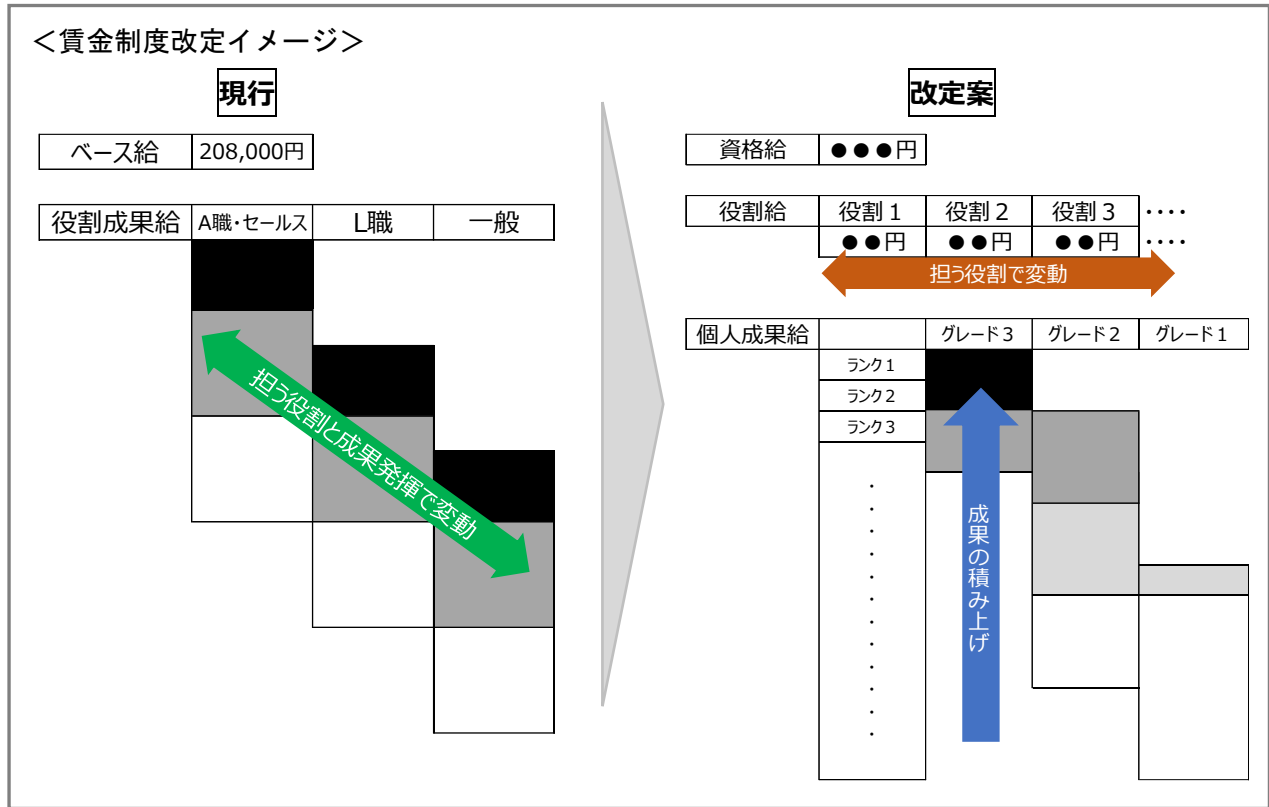 ＜賃金制度改定イメージ＞
現行
改定案
ベース給 208,000円
役割成果給 A職・セールス L職 一般
担う役割と成果発揮で変動
資格給 ●●●円
役割給 役割１ 役割２ 役割３ ‥‥
●●円 ●●円 ●●円 ‥‥
担う役割で変動
個人成果給 グレード３ グレード２ グレード１
ランク１
ランク２
ランク３
・
・
・
・
・
・
・
・
・
・
・
・
成果の積み上げ